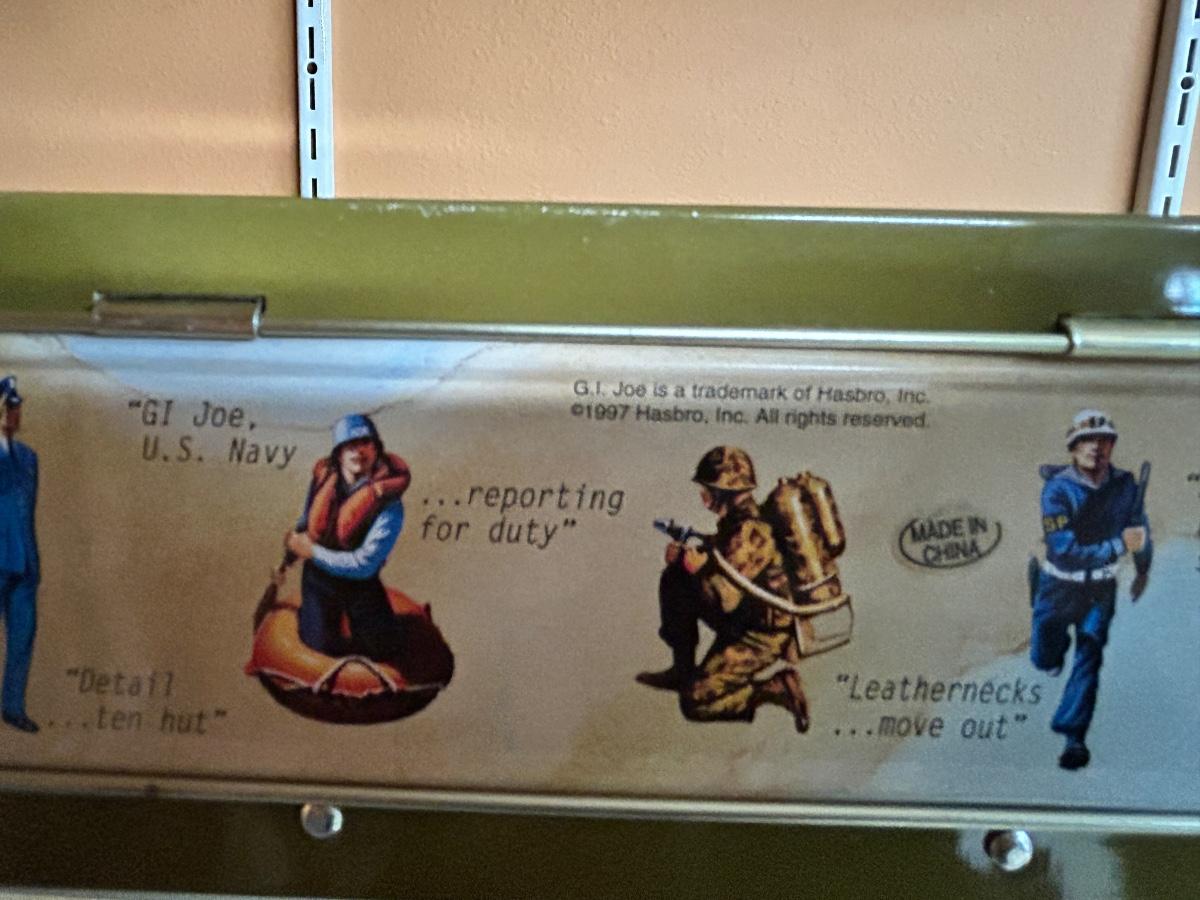 G.I. Joe is a trademark of Hasbro, Inc.
©1997 Hasbro, Inc. All rights reserved.
"GI Joe,
U.S. Navy
...reporting
for duty"
MADE IN
CHINA
SP
"Detail
...ten hut"
"Leathernecks
...move out"